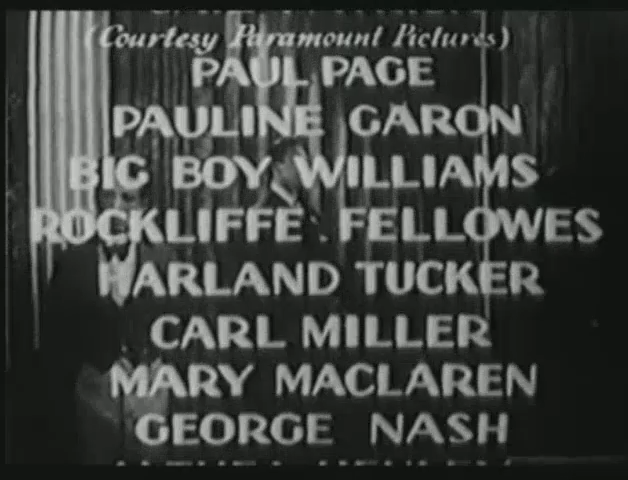 (Courtesy Paramount Pictures)
PAUL PAGE
PAULINE GARON
BIG BOY WILLIAMS
ROCKLIFFE FELLOWES
HARLAND TUCKER
CARL MILLER
MARY MACLAREN
GEORGE NASH